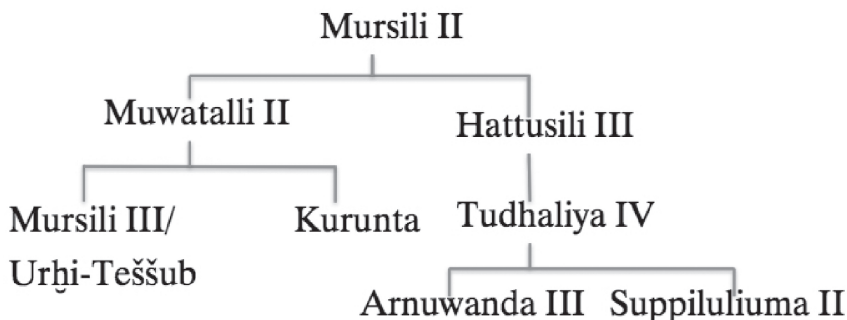 Mursili II
Muwatalli II
Hattusili III
Mursili III/
Urḫi-Teššub
Kurunta
Tudhaliya IV
Arnuwanda III
Suppiluliuma II